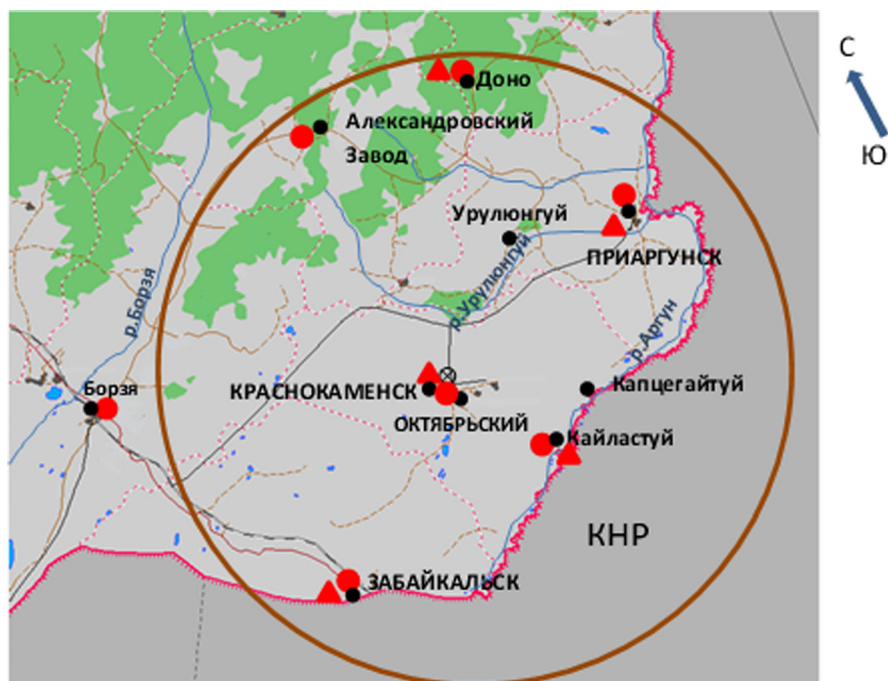 С
Ю
Доно
Александровский
Завод
Урулюнгуй
ПРИАРГУНСК
р.Борзя
р.Урулюнгуй
р.Аргун
Борзя
КРАСНОКАМЕНСК
Капцегайтуй
ОКТЯБРЬСКИЙ
Кайластуй
КНР
ЗАБАЙКАЛЬСК